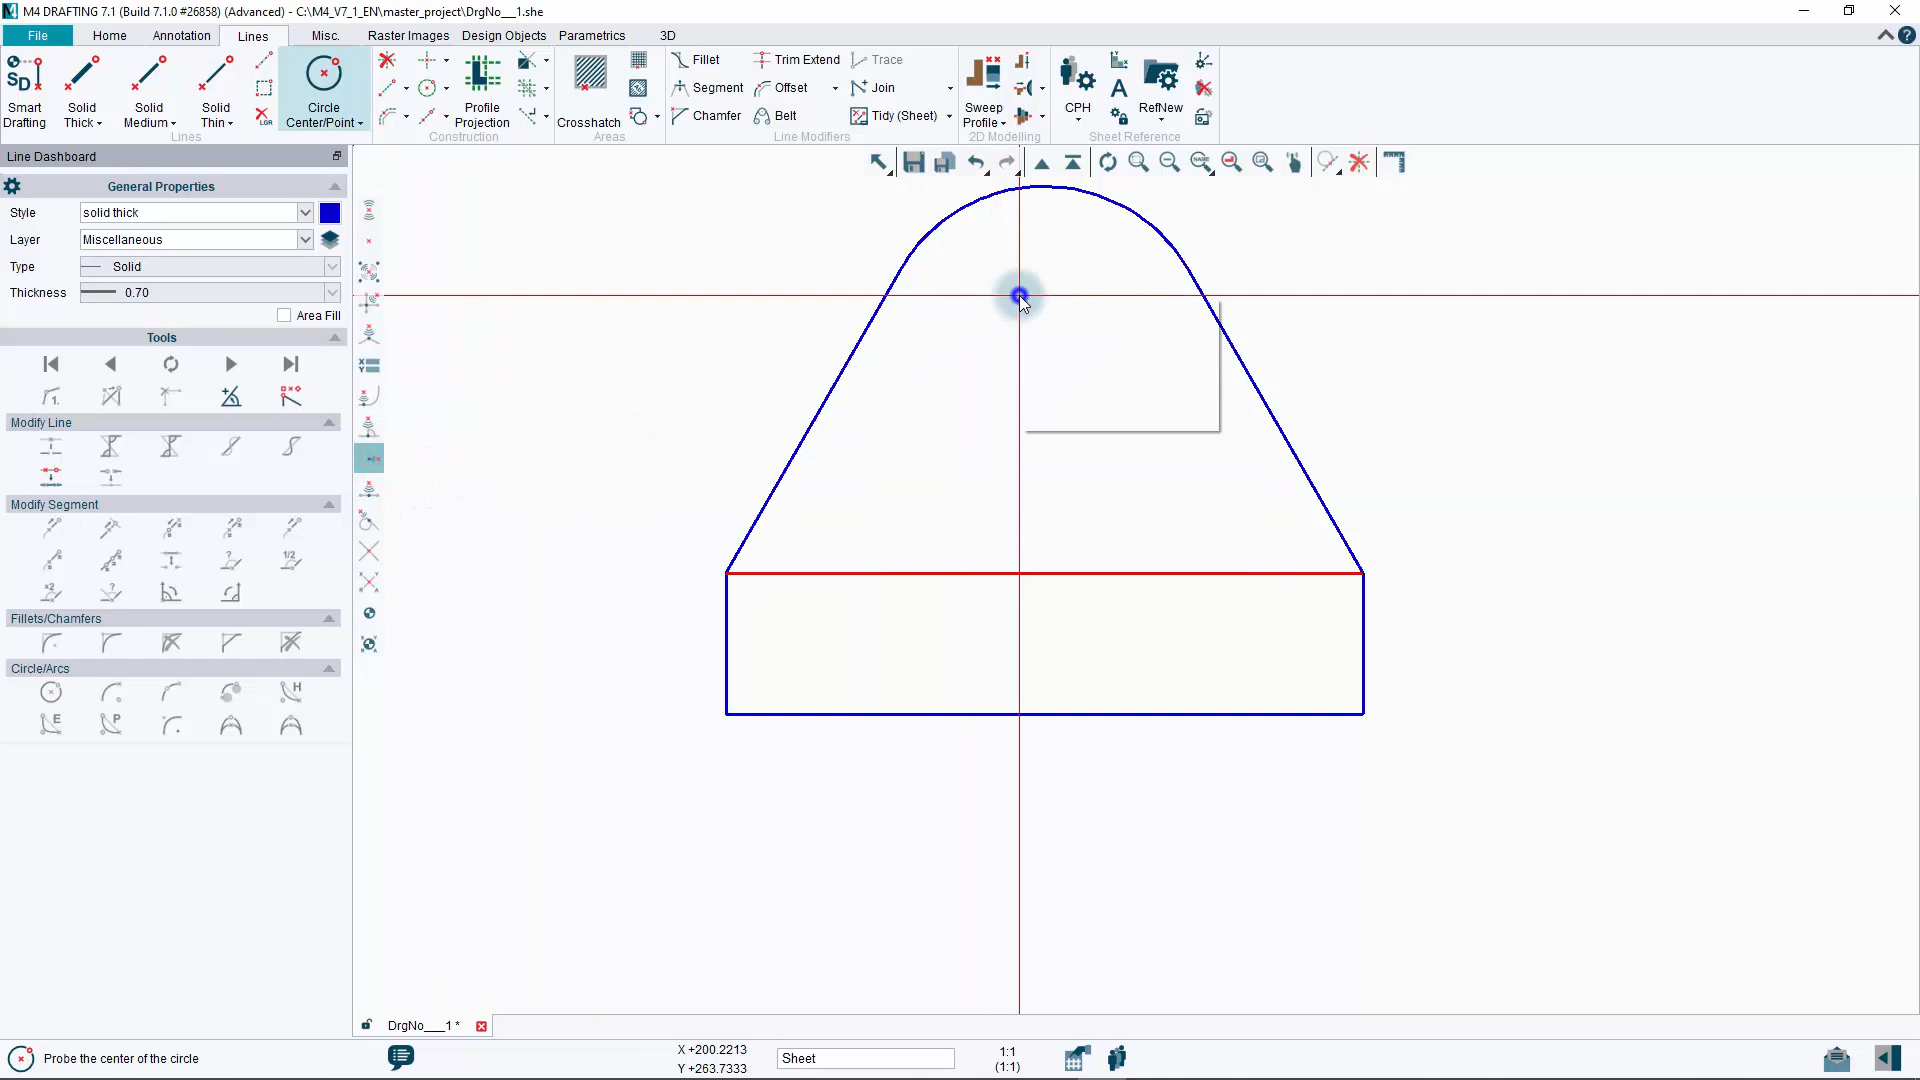 M4 DRAFTING 7.1 (Build 7.1.0 #26858) (Advanced) - C:\M4_V7_1_EN\master_project\DrgNo___1.she
File Home Annotation Lines Misc. Raster Images Design Objects Parametrics 3D
Smart Drafting
Solid Thick
Solid Medium
Solid Thin
Circle Center/Point
Lines
Profile Projection
Construction
Crosshatch
Areas
Fillet
Segment
Chamfer
Trim Extend
Offset
Belt
Trace
Join
Tidy (Sheet)
Line Modifiers
Sweep Profile
2D Modelling
CPH
RefNew
Sheet Reference
Line Dashboard
General Properties
Style solid thick
Layer Miscellaneous
Type Solid
Thickness 0.70
Area Fill
Tools
Modify Line
Modify Segment
Fillets/Chamfers
Circle/Arcs
DrgNo___1 *
Probe the center of the circle
X +200.2213
Y +263.7333
Sheet
1:1
(1:1)